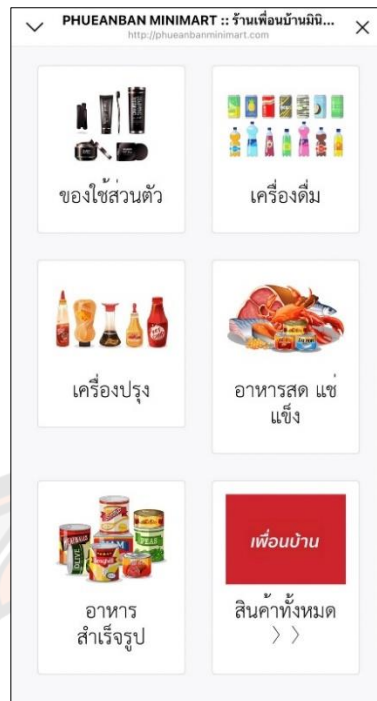 PHUEANBAN MINIMART :: ร้านเพื่อนบ้านมินิ...
http://phueanbanminimart.com
ของใช้ส่วนตัว
เครื่องดื่ม
เครื่องปรุง
อาหารสด แช่
แข็ง
อาหาร
สำเร็จรูป
เพื่อนบ้าน
สินค้าทั้งหมด
〉〉